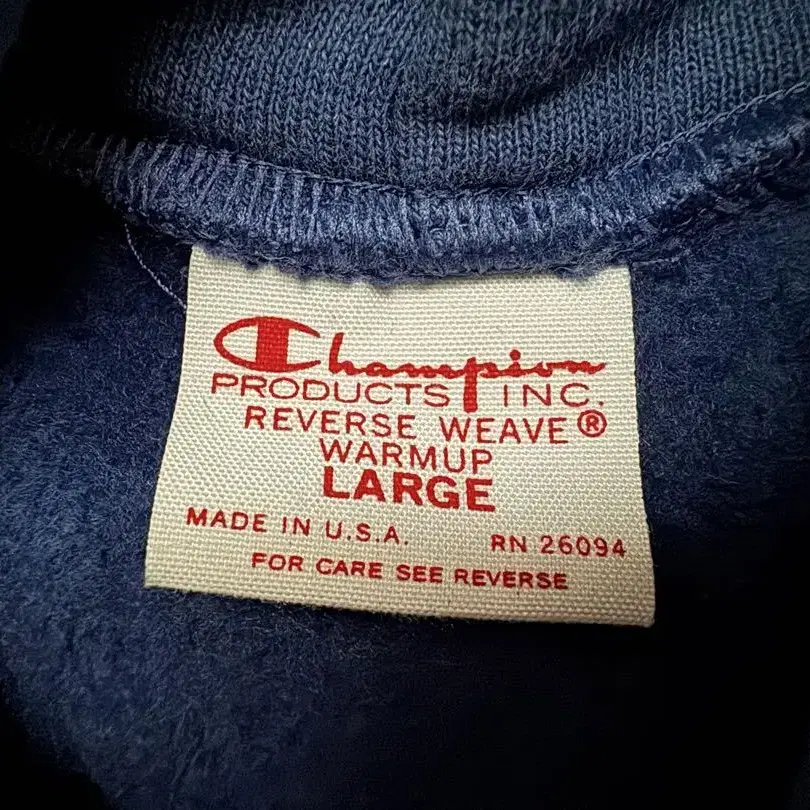 Champion
PRODUCTS INC.
REVERSE WEAVE®
WARMUP
LARGE
MADE IN U.S.A. RN 26094
FOR CARE SEE REVERSE